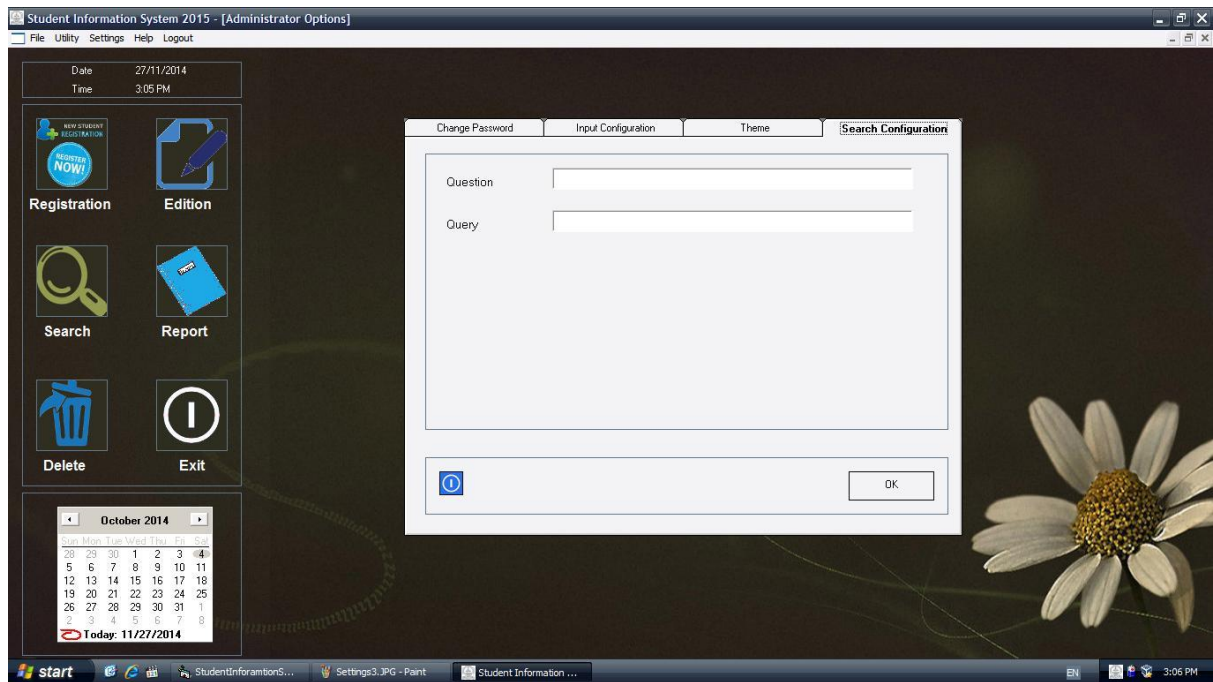 Student Information System 2015 - [Administrator Options]
File Utility Settings Help Logout
Date 27/11/2014
Time 3:05 PM
NEW STUDENT
REGISTRATION
REGISTER
NOW!
Registration Edition
Search Report
Delete Exit
October 2014
Sun Mon Tue Wed Thu Fri Sat
28 29 30 1 2 3 4
5 6 7 8 9 10 11
12 13 14 15 16 17 18
19 20 21 22 23 24 25
26 27 28 29 30 31 1
2 3 4 5 6 7 8
Today: 11/27/2014
Change Password Input Configuration Theme Search Configuration
Question
Query
OK
start StudentInforamtionS... Settings3.JPG - Paint Student Information ... EN 3:06 PM